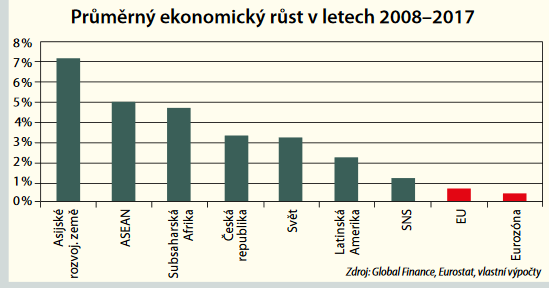 Průměrný ekonomický růst v letech 2008–2017
8%
7%
6%
5%
4%
3%
2%
1%
0%
Asijské
rozvoj. země
ASEAN
Subsaharská
Afrika
Česká
republika
Svět
Latinská
Amerika
SNS
EU
Eurozóna
Zdroj: Global Finance, Eurostat, vlastní výpočty